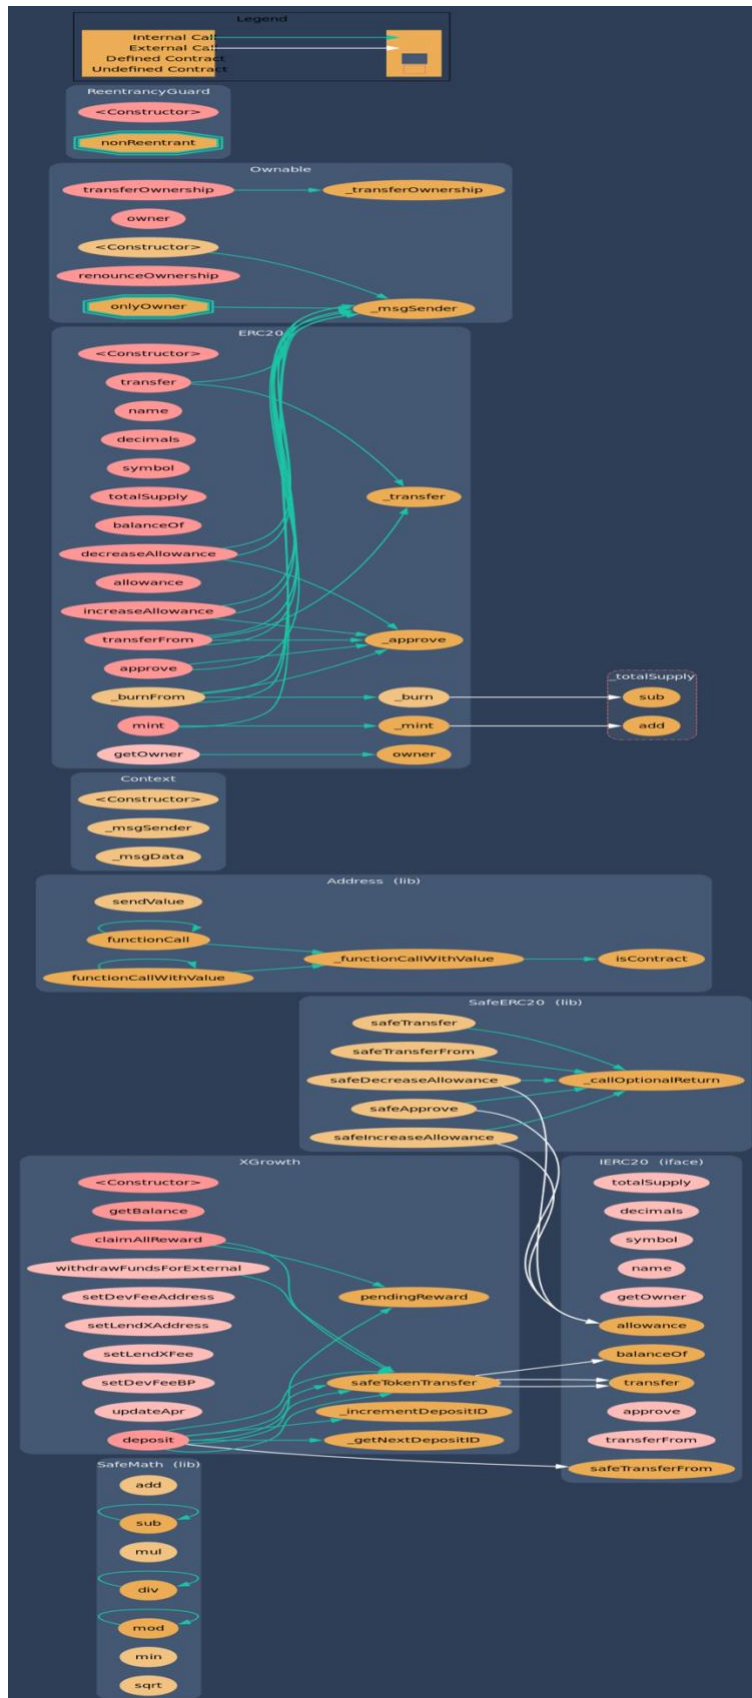 Legend
Internal Call
External Call
Defined Contract
Undefined Contract
ReentrancyGuard
<Constructor>
nonReentrant
Ownable
transferOwnership
_transferOwnership
owner
<Constructor>
renounceOwnership
onlyOwner
_msgSender
ERC20
<Constructor>
transfer
name
decimals
symbol
totalSupply
_transfer
balanceOf
decreaseAllowance
allowance
increaseAllowance
transferFrom
_approve
approve
_totalSupply
_burnFrom
_burn
sub
mint
_mint
add
getOwner
owner
Context
<Constructor>
_msgSender
_msgData
Address (lib)
sendValue
functionCall
_functionCallWithValue
isContract
functionCallWithValue
SafeERC20 (lib)
safeTransfer
safeTransferFrom
safeDecreaseAllowance
_callOptionalReturn
safeApprove
safeIncreaseAllowance
XGrowth
IERC20 (iface)
<Constructor>
totalSupply
getBalance
decimals
claimAllReward
symbol
withdrawFundsForExternal
name
setDevFeeAddress
pendingReward
getOwner
setLendXAddress
allowance
setLendXFee
balanceOf
setDevFeeBP
safeTokenTransfer
transfer
updateApr
_incrementDepositID
approve
deposit
_getNextDepositID
transferFrom
safeTransferFrom
SafeMath (lib)
add
sub
mul
div
mod
min
sqrt